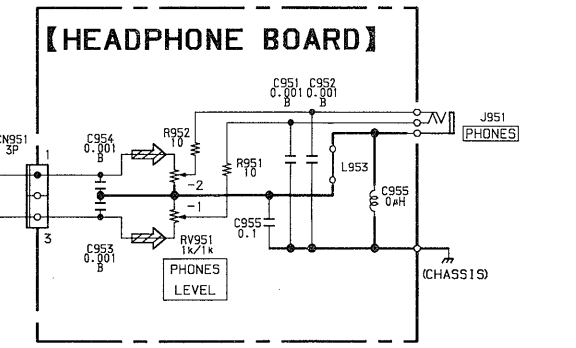 【HEADPHONE BOARD】
C951 C952
0.001 0.001
B B
J951
PHONES
CN951
3P
1
C954
0.001
B
R952
10
R951
10
L953
-2
-1
C955
0.1
C955
0μH
3
C953
0.001
B
RV951
1k/1k
PHONES
LEVEL
(CHASSIS)